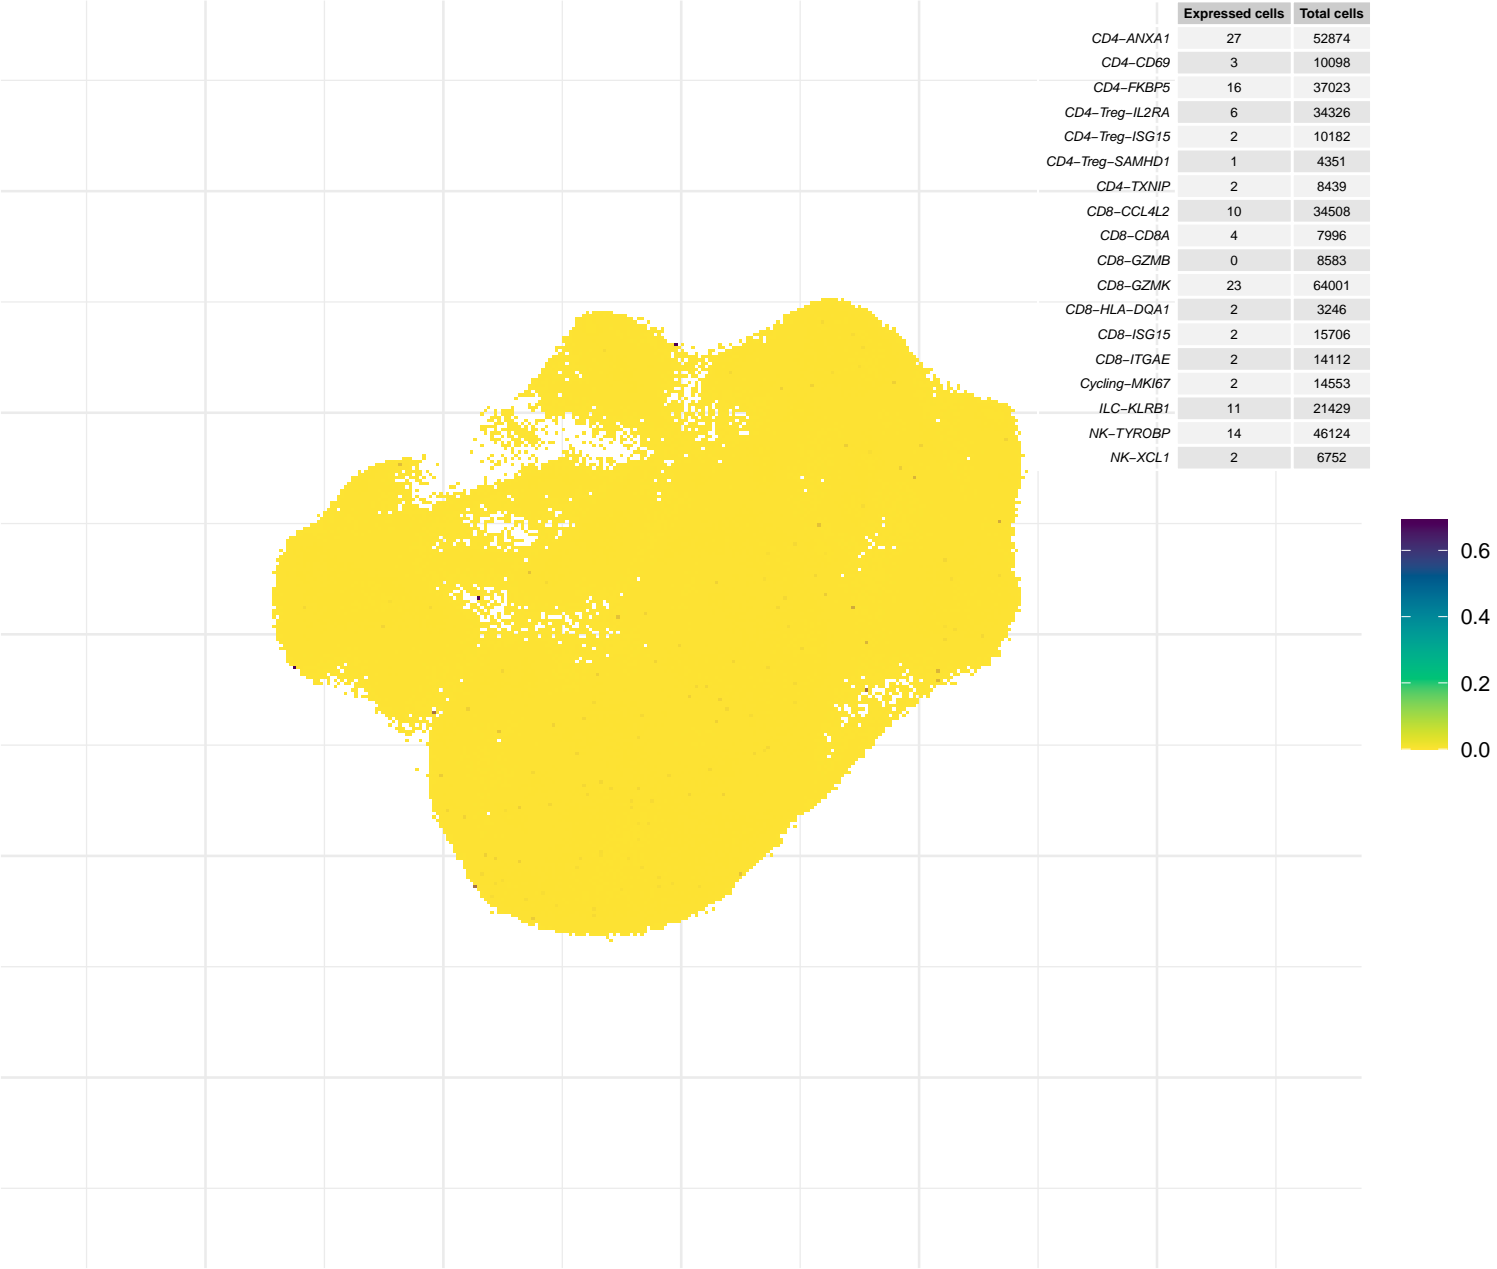 Expressed cells Total cells
CD4−ANXA1 27 52874
CD4−CD69 3 10098
CD4−FKBP5 16 37023
CD4−Treg−IL2RA 6 34326
CD4−Treg−ISG15 2 10182
CD4−Treg−SAMHD1 1 4351
CD4−TXNIP 2 8439
CD8−CCL4L2 10 34508
CD8−CD8A 4 7996
CD8−GZMB 0 8583
CD8−GZMK 23 64001
CD8−HLA−DQA1 2 3246
CD8−ISG15 2 15706
CD8−ITGAE 2 14112
Cycling−MKI67 2 14553
ILC−KLRB1 11 21429
NK−TYROBP 14 46124
NK−XCL1 2 6752
0.6
0.4
0.2
0.0